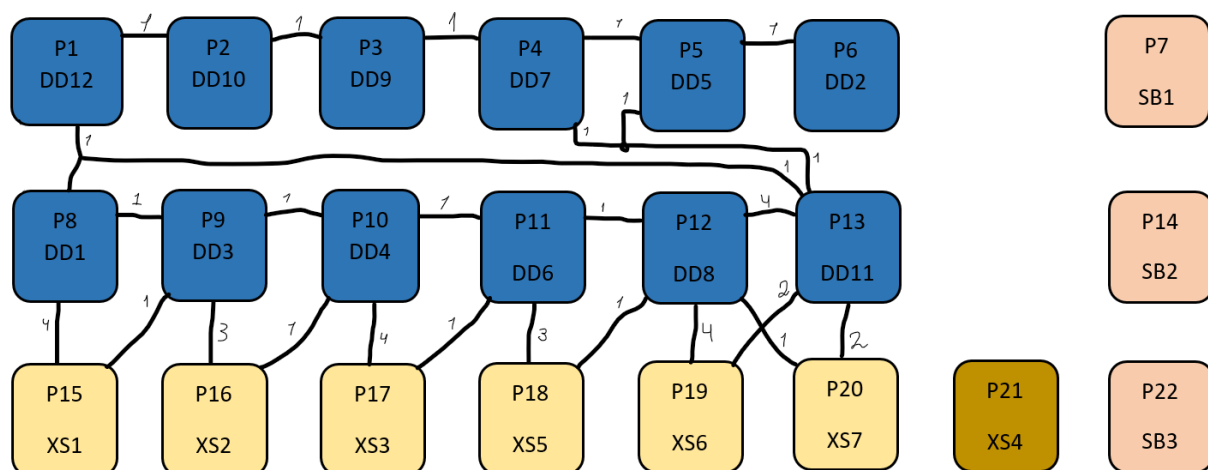 1 1 1 1 1
P1 P2 P3 P4 P5 P6 P7
DD12 DD10 DD9 DD7 DD5 DD2 SB1
1
1 1 1
1
1 1 1 1 4
P8 P9 P10 P11 P12 P13 P14
DD1 DD3 DD4 DD6 DD8 DD11 SB2
4 1 3 1 4 1 3 1 4 2 1 2
P15 P16 P17 P18 P19 P20 P21 P22
XS1 XS2 XS3 XS5 XS6 XS7 XS4 SB3